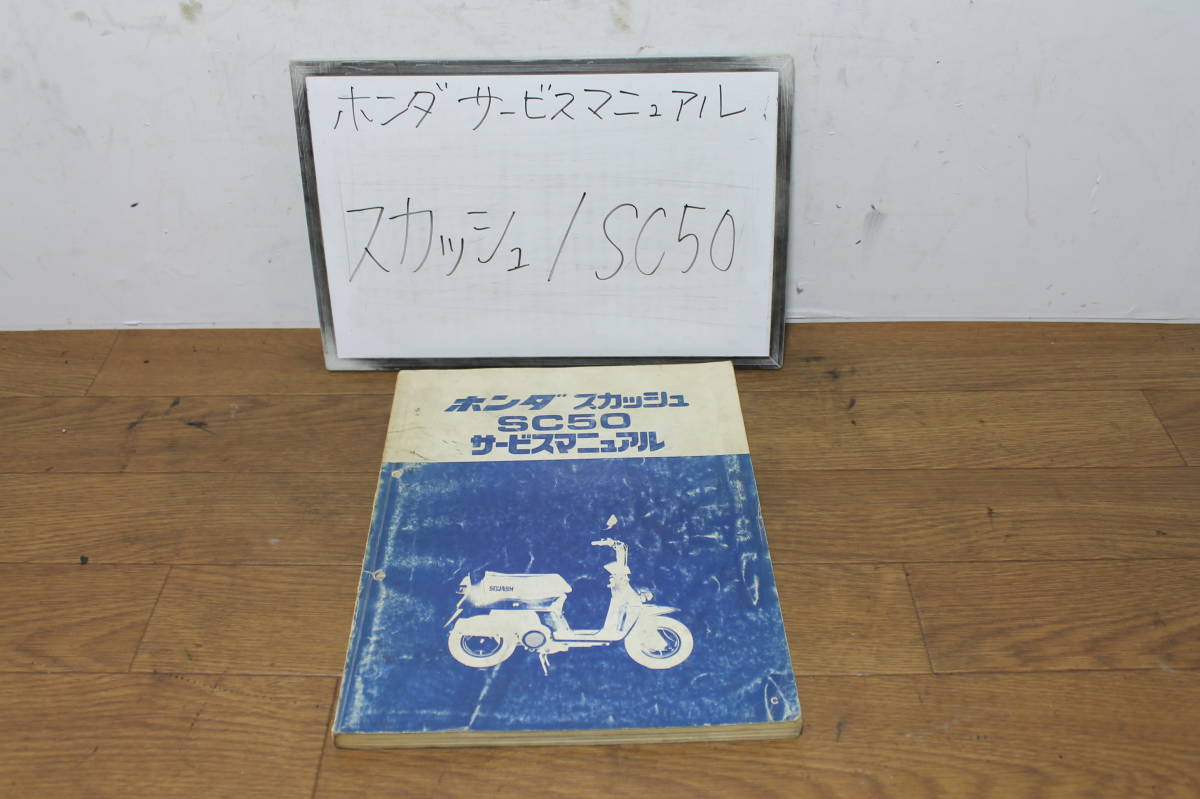 ホンダ サービスマニュアル
スカッシュ/SC50
ホンダ スカッシュ
SC50
サービスマニュアル
SQUASH
C